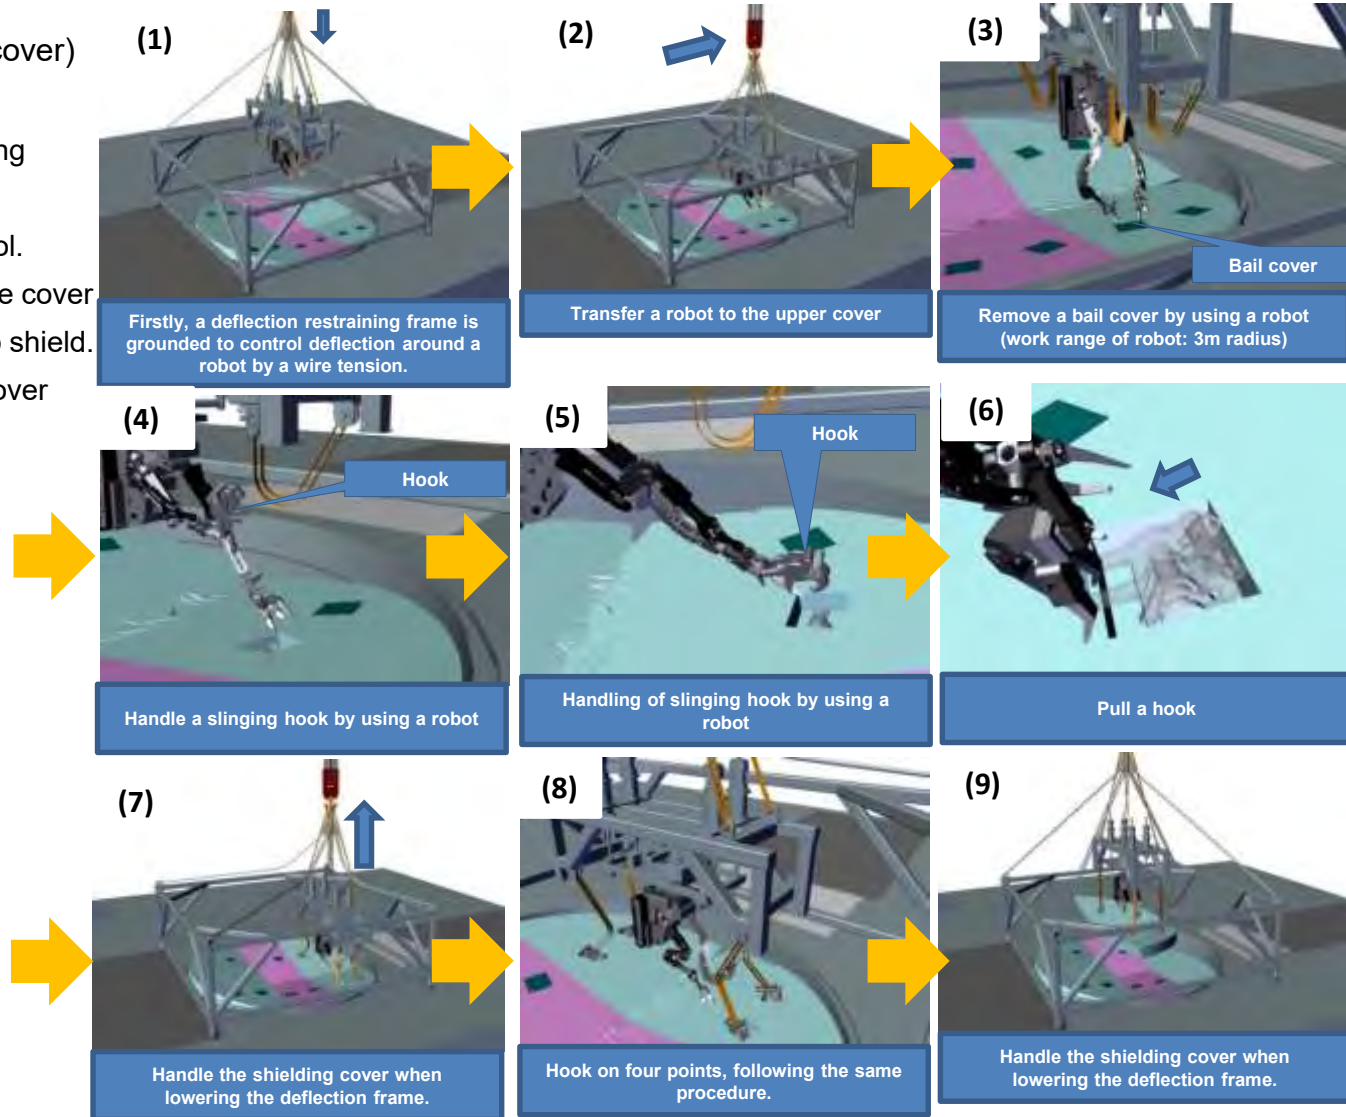 cover)
ng
ol.
e cover
o shield.
over
(1)
Firstly, a deflection restraining frame is
grounded to control deflection around a
robot by a wire tension.
(2)
Transfer a robot to the upper cover
(3)
Bail cover
Remove a bail cover by using a robot
(work range of robot: 3m radius)
(4)
Hook
Handle a slinging hook by using a robot
(5)
Hook
Handling of slinging hook by using a
robot
(6)
Pull a hook
(7)
Handle the shielding cover when
lowering the deflection frame.
(8)
Hook on four points, following the same
procedure.
(9)
Handle the shielding cover when
lowering the deflection frame.